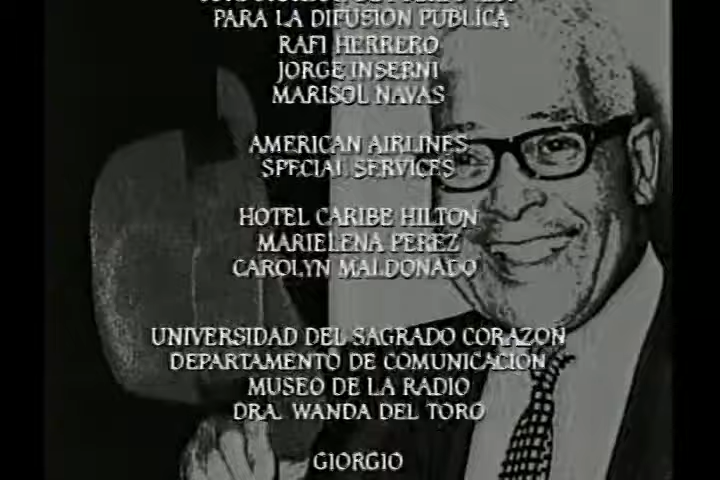 PARA LA DIFUSION PUBLICA
RAFI HERRERO
JORGE INSERNI
MARISOL NAVAS
AMERICAN AIRLINES
SPECIAL SERVICES
HOTEL CARIBE HILTON
MARIELENA PEREZ
CAROLYN MALDONADO
UNIVERSIDAD DEL SAGRADO CORAZON
DEPARTAMENTO DE COMUNICACION
MUSEO DE LA RADIO
DRA. WANDA DEL TORO
GIORGIO